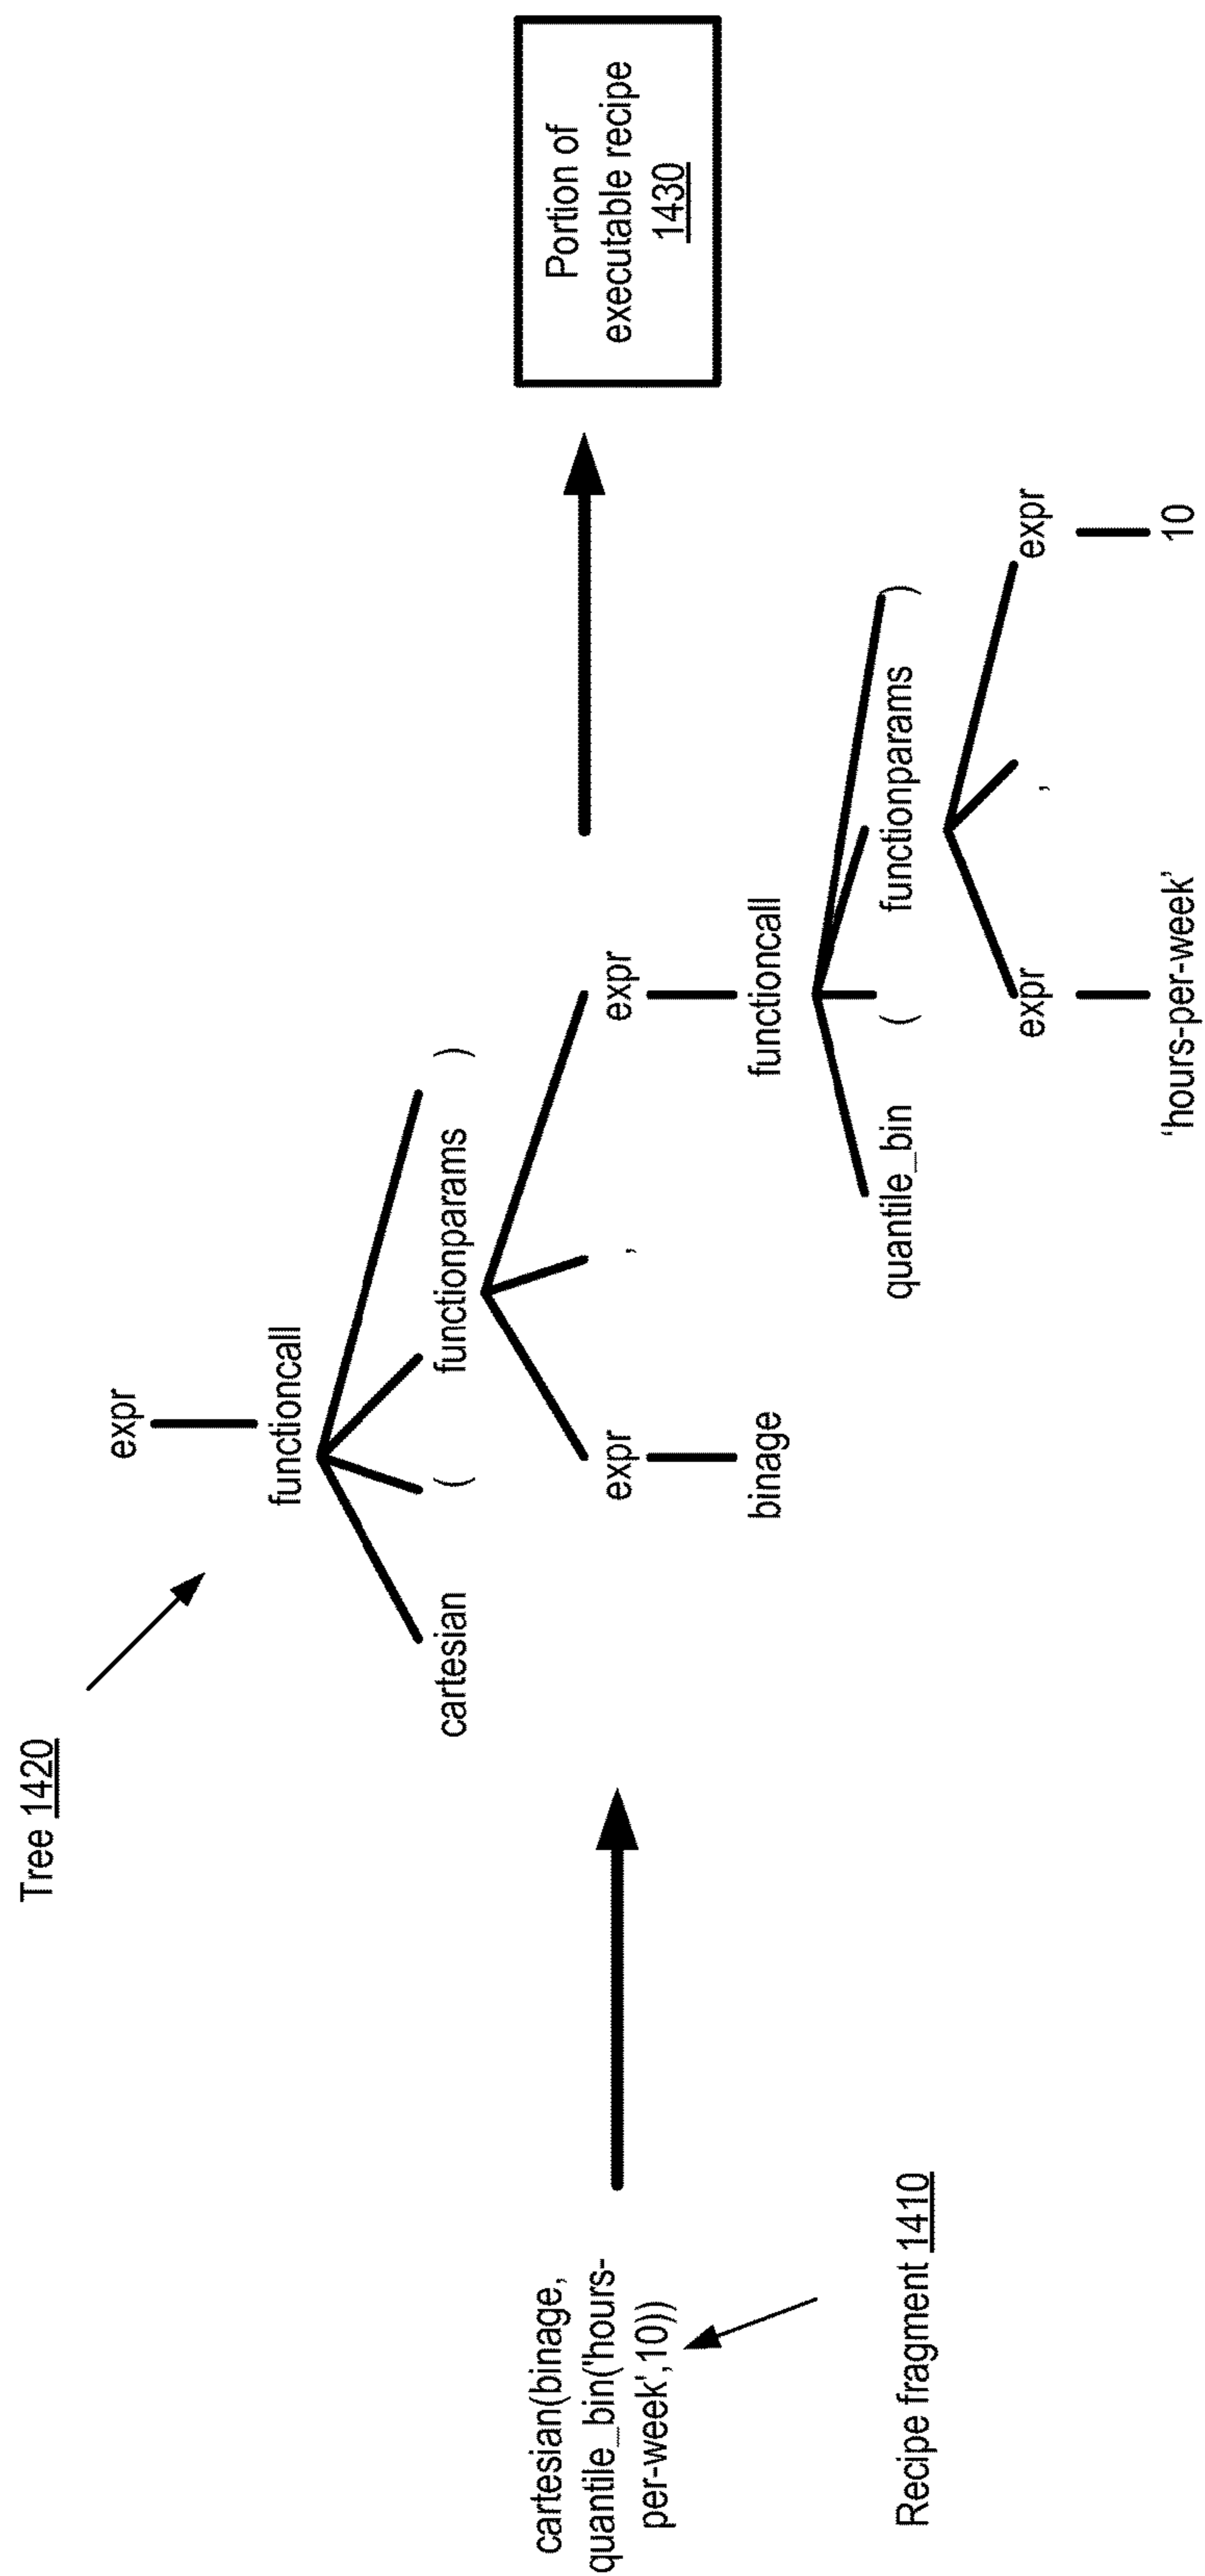 Tree 1420
expr
functioncall
cartesian ( functionparams )
expr , expr
binage functioncall
quantile_bin ( functionparams )
expr , expr
'hours-per-week' 10
cartesian(binage,
quantile_bin('hours-
per-week',10))
Recipe fragment 1410
Portion of
executable recipe
1430